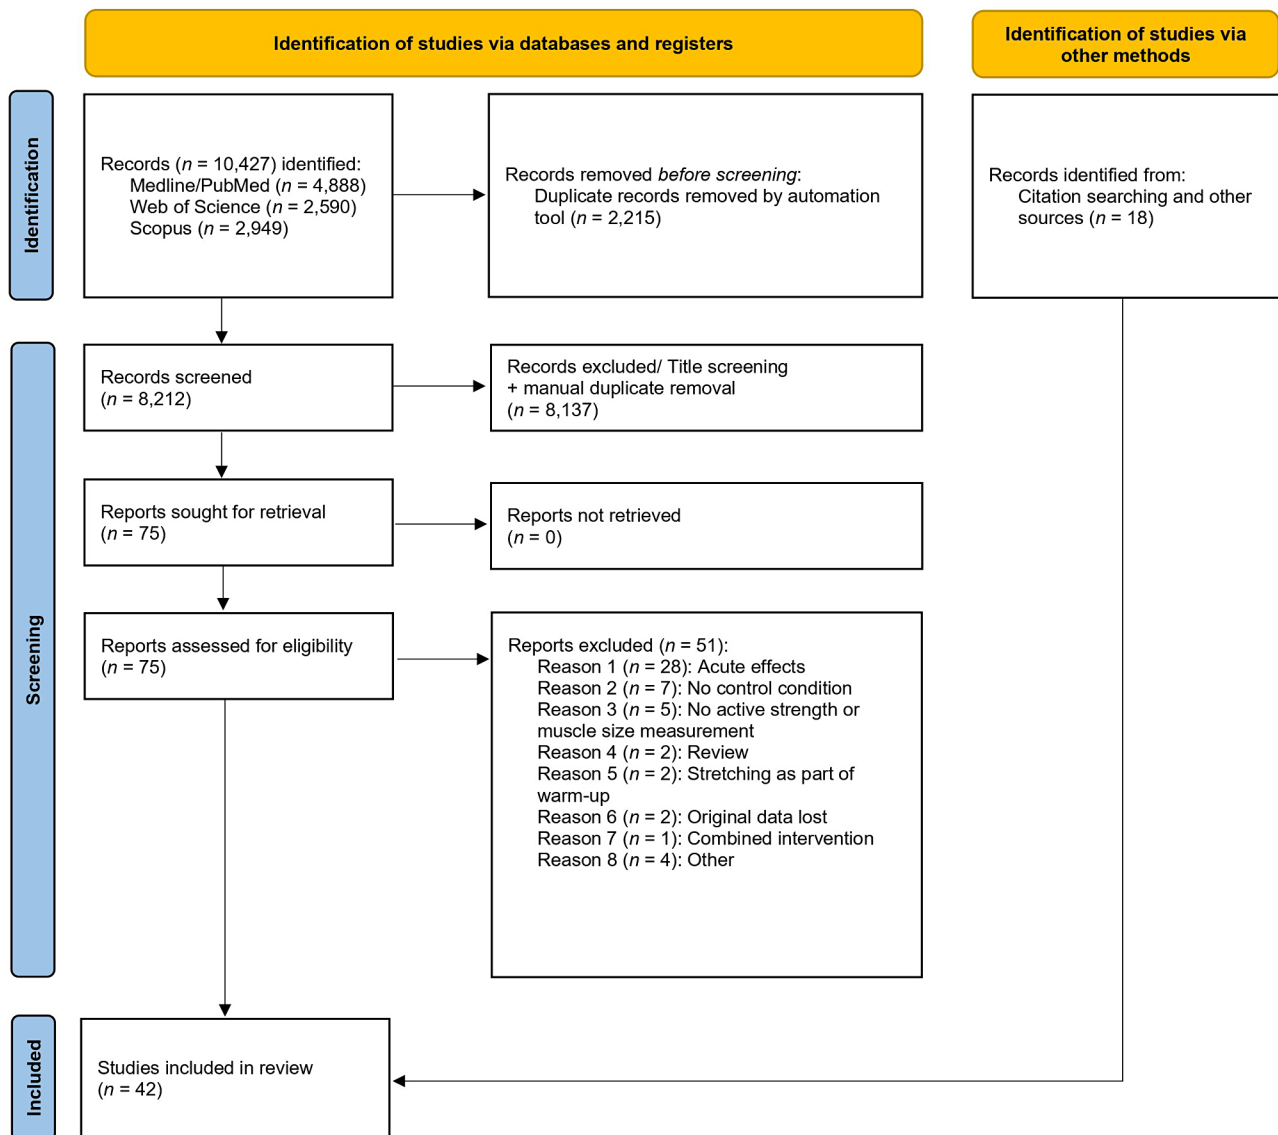 Identification of studies via databases and registers
Identification of studies via
other methods
Identification
Records (n = 10,427) identified:
Medline/PubMed (n = 4,888)
Web of Science (n = 2,590)
Scopus (n = 2,949)
Records removed before screening:
Duplicate records removed by automation
tool (n = 2,215)
Records identified from:
Citation searching and other
sources (n = 18)
Screening
Records screened
(n = 8,212)
Records excluded/ Title screening
+ manual duplicate removal
(n = 8,137)
Reports sought for retrieval
(n = 75)
Reports not retrieved
(n = 0)
Reports assessed for eligibility
(n = 75)
Reports excluded (n = 51):
Reason 1 (n = 28): Acute effects
Reason 2 (n = 7): No control condition
Reason 3 (n = 5): No active strength or
muscle size measurement
Reason 4 (n = 2): Review
Reason 5 (n = 2): Stretching as part of
warm-up
Reason 6 (n = 2): Original data lost
Reason 7 (n = 1): Combined intervention
Reason 8 (n = 4): Other
Included
Studies included in review
(n = 42)